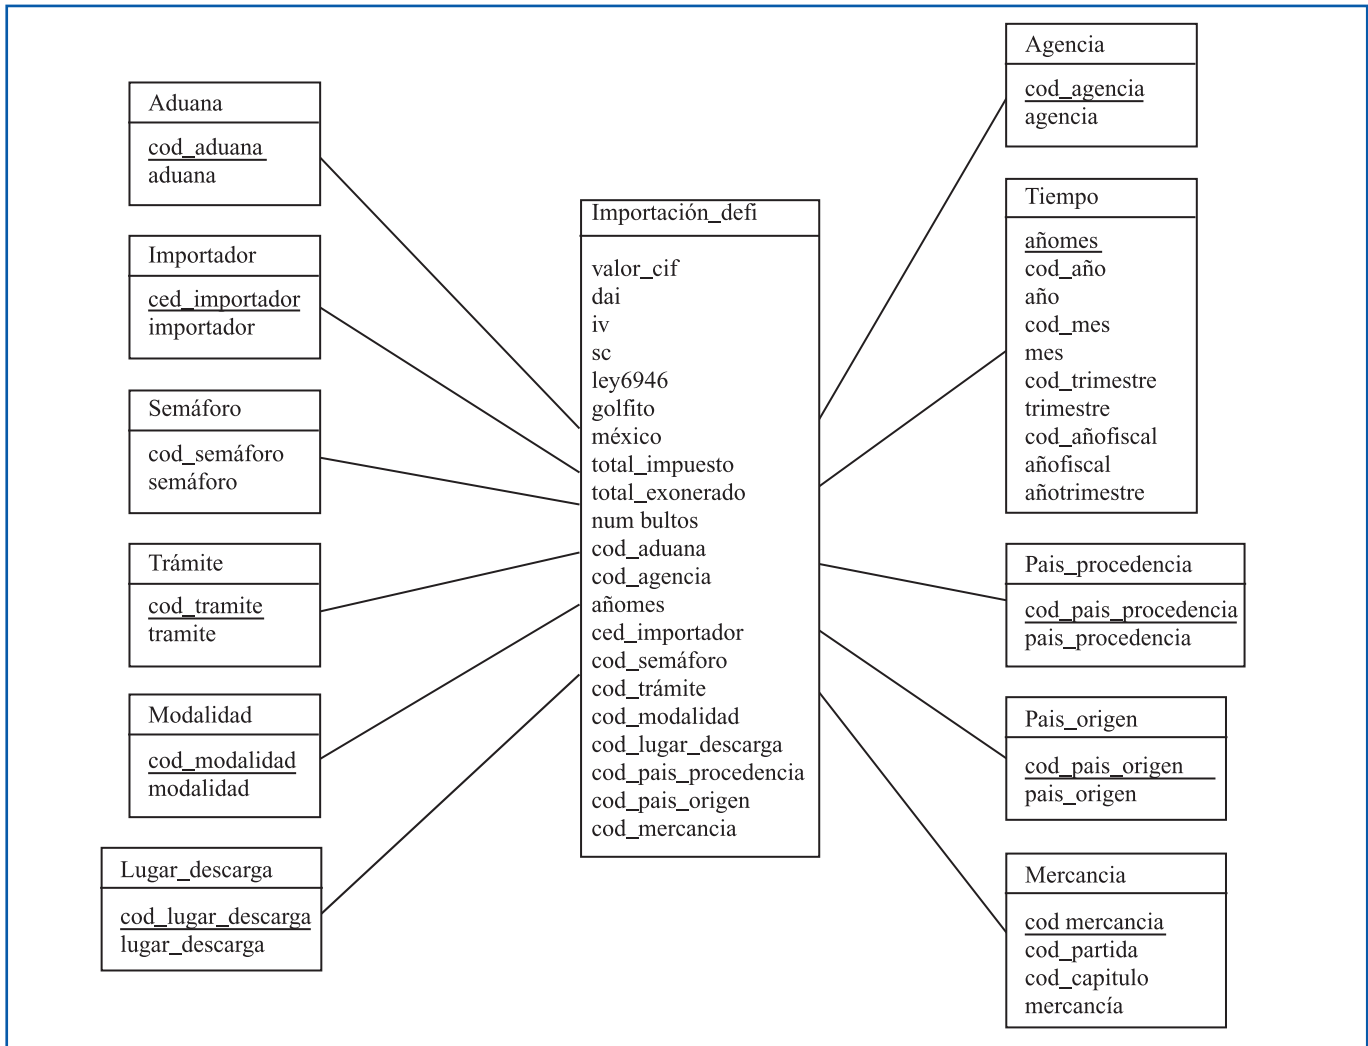 Aduana
cod_aduana
aduana
Importador
ced_importador
importador
Semáforo
cod_semáforo
semáforo
Trámite
cod_tramite
tramite
Modalidad
cod_modalidad
modalidad
Lugar_descarga
cod_lugar_descarga
lugar_descarga
Importación_defi
valor_cif
dai
iv
sc
ley6946
golfito
méxico
total_impuesto
total_exonerado
num bultos
cod_aduana
cod_agencia
añomes
ced_importador
cod_semáforo
cod_trámite
cod_modalidad
cod_lugar_descarga
cod_pais_procedencia
cod_pais_origen
cod_mercancia
Agencia
cod_agencia
agencia
Tiempo
añomes
cod_año
año
cod_mes
mes
cod_trimestre
trimestre
cod_añofiscal
añofiscal
añotrimestre
Pais_procedencia
cod_pais_procedencia
pais_procedencia
Pais_origen
cod_pais_origen
pais_origen
Mercancia
cod mercancia
cod_partida
cod_capitulo
mercancía